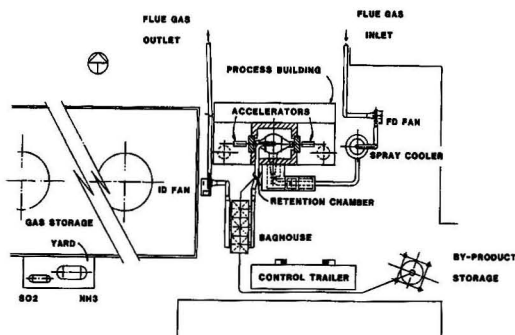 FLUE GAS
OUTLET
FLUE GAS
INLET
PROCESS BUILDING
ACCELERATORS
FD FAN
SPRAY COOLER
ID FAN
GAS STORAGE
RETENTION CHAMBER
YARD
BAGHOUSE
BY-PRODUCT
STORAGE
CONTROL TRAILER
SO2
NH3